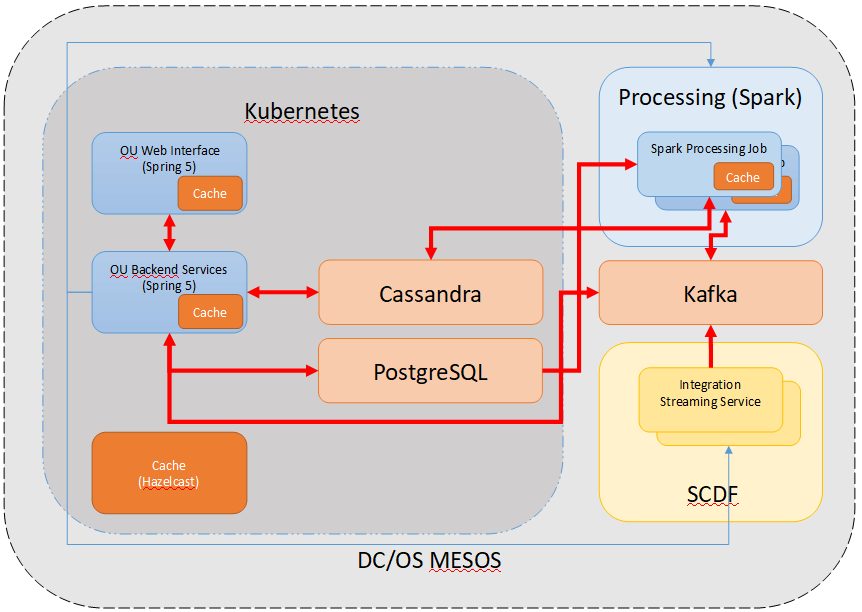 Kubernetes
Processing (Spark)
OU Web Interface
(Spring 5)
Cache
Spark Processing Job
Cache
OU Backend Services
(Spring 5)
Cache
Cassandra
Kafka
PostgreSQL
Integration
Streaming Service
Cache
(Hazelcast)
SCDF
DC/OS MESOS